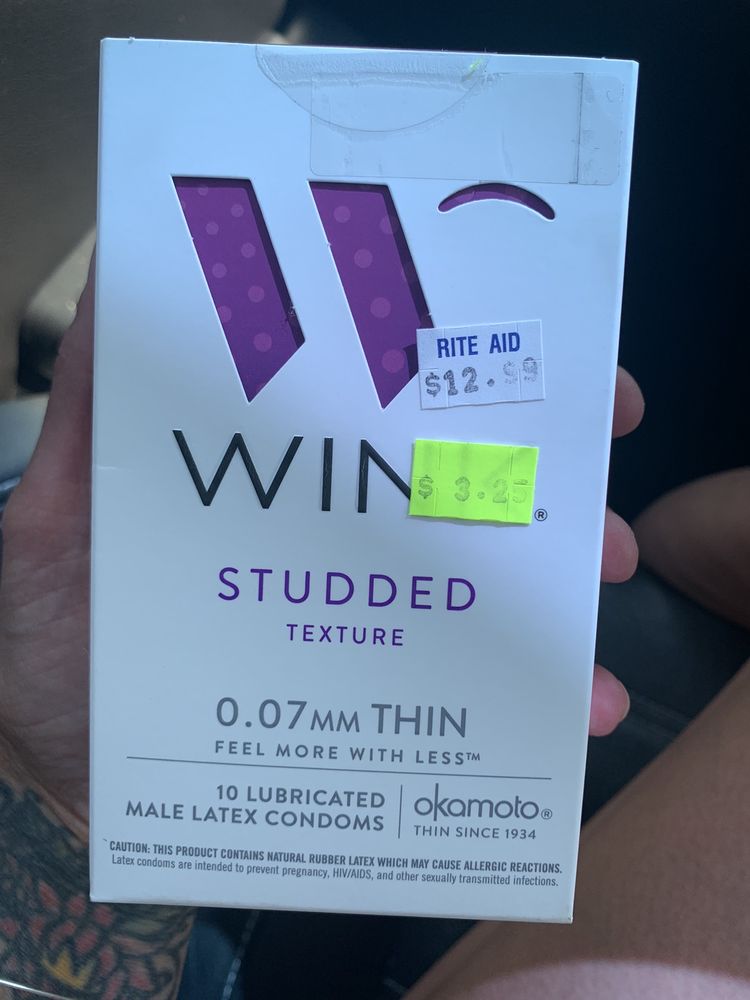 RITE AID
$12.99
WIN
$ 3.25
®
STUDDED
TEXTURE
0.07MM THIN
FEEL MORE WITH LESS™
10 LUBRICATED
MALE LATEX CONDOMS
okamoto®
THIN SINCE 1934
CAUTION: THIS PRODUCT CONTAINS NATURAL RUBBER LATEX WHICH MAY CAUSE ALLERGIC REACTIONS.
Latex condoms are intended to prevent pregnancy, HIV/AIDS, and other sexually transmitted infections.